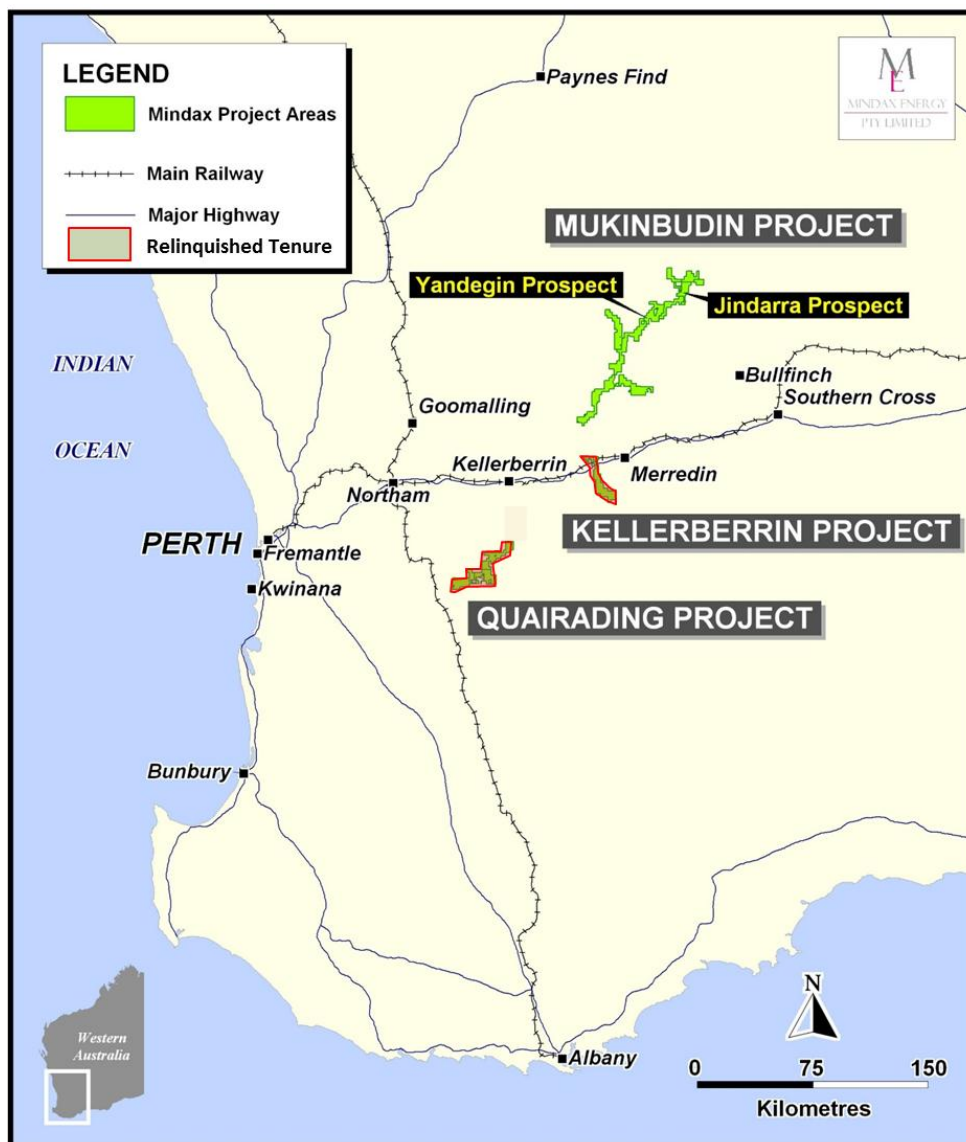 LEGEND
Mindax Project Areas
Main Railway
Major Highway
Relinquished Tenure
Paynes Find
ME
MINDAX ENERGY
PTY LIMITED
MUKINBUDIN PROJECT
Yandegin Prospect
Jindarra Prospect
INDIAN
OCEAN
Bullfinch
Southern Cross
Goomalling
Kellerberrin
Merredin
Northam
KELLERBERRIN PROJECT
PERTH
Fremantle
Kwinana
QUAIRADING PROJECT
Bunbury
Albany
Western
Australia
N
0 75 150
Kilometres